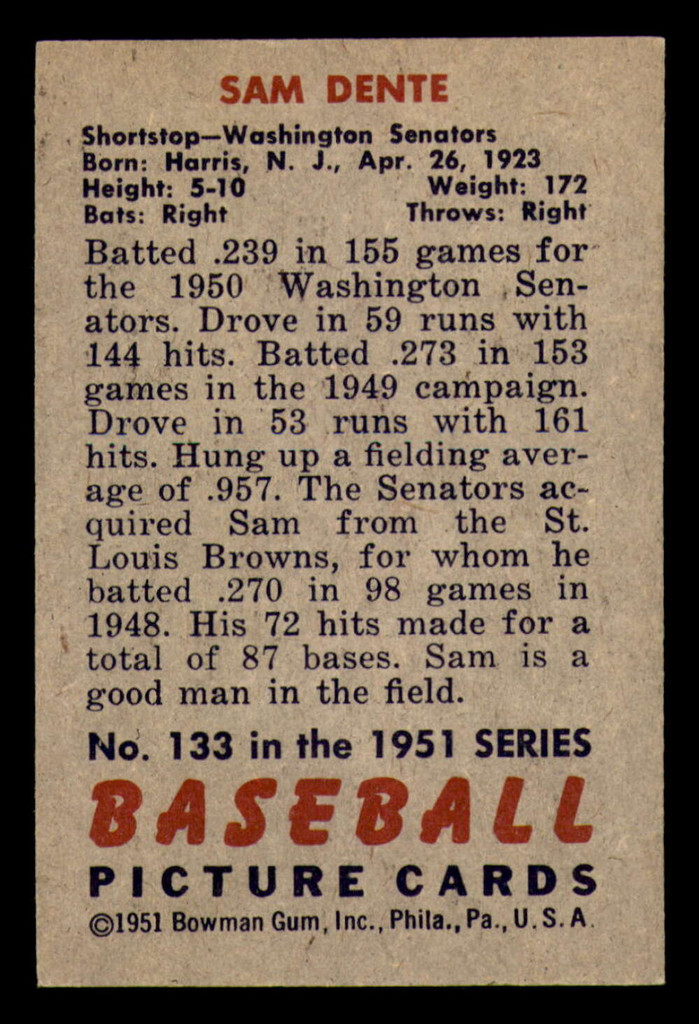 SAM DENTE
Shortstop—Washington Senators
Born: Harris, N. J., Apr. 26, 1923
Height: 5-10 Weight: 172
Bats: Right Throws: Right
Batted .239 in 155 games for
the 1950 Washington Sen-
ators. Drove in 59 runs with
144 hits. Batted .273 in 153
games in the 1949 campaign.
Drove in 53 runs with 161
hits. Hung up a fielding aver-
age of .957. The Senators ac-
quired Sam from the St.
Louis Browns, for whom he
batted .270 in 98 games in
1948. His 72 hits made for a
total of 87 bases. Sam is a
good man in the field.
No. 133 in the 1951 SERIES
BASEBALL
PICTURE CARDS
©1951 Bowman Gum, Inc., Phila., Pa., U. S. A.